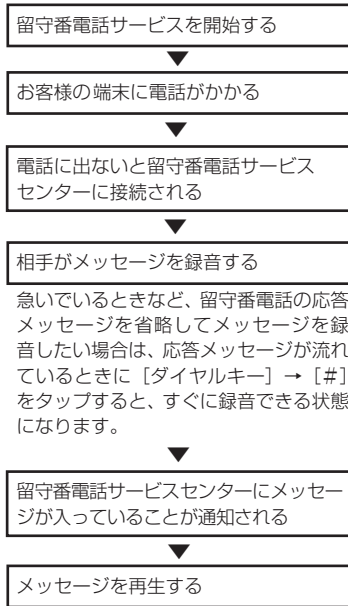 留守番電話サービスを開始する
▼
お客様の端末に電話がかかる
▼
電話に出ないと留守番電話サービス
センターに接続される
▼
相手がメッセージを録音する
急いでいるときなど、留守番電話の応答
メッセージを省略してメッセージを録
音したい場合は、応答メッセージが流れ
ているときに［ダイヤルキー］→［#］
をタップすると、すぐに録音できる状態
になります。
▼
留守番電話サービスセンターにメッセー
ジが入っていることが通知される
▼
メッセージを再生する